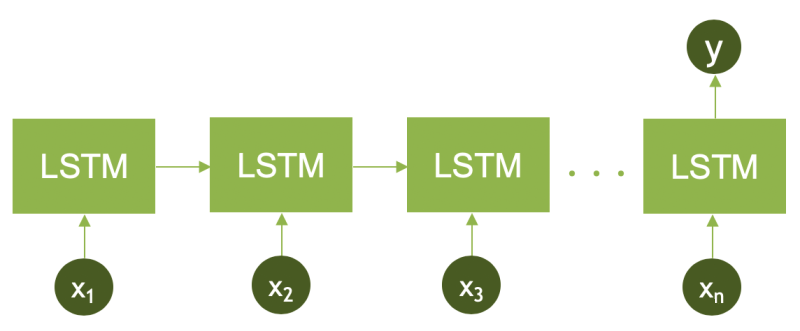 y
LSTM LSTM LSTM . . . LSTM
x₁ x₂ x₃ xₙ